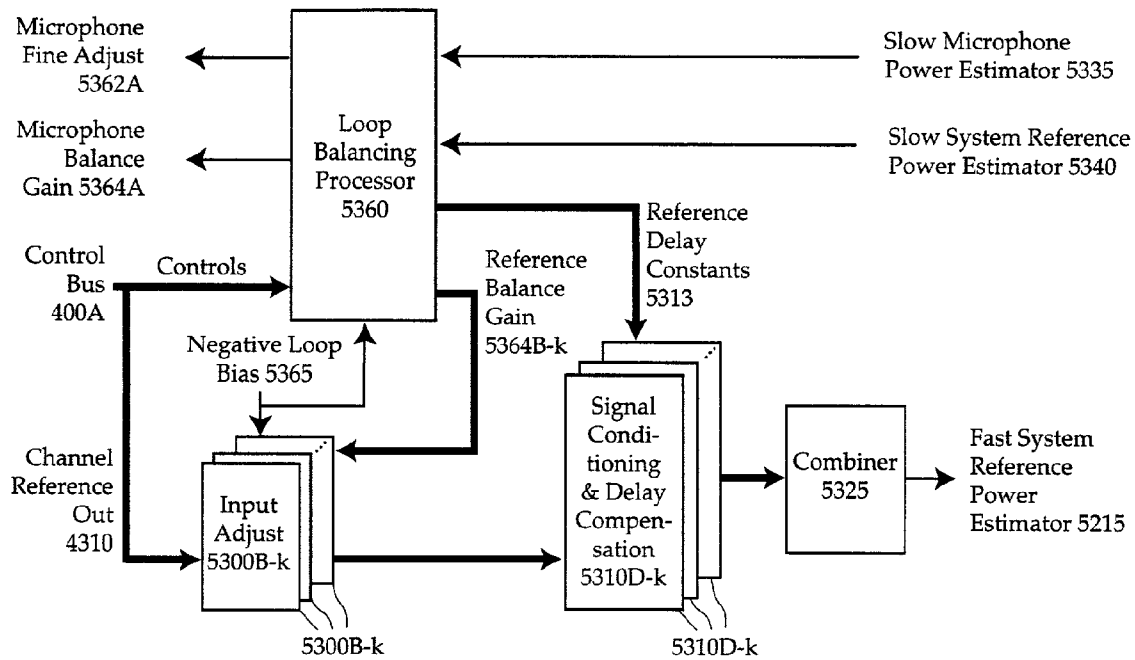 Microphone
Fine Adjust
5362A
Microphone
Balance
Gain 5364A
Loop
Balancing
Processor
5360
Slow Microphone
Power Estimator 5335
Slow System Reference
Power Estimator 5340
Control
Bus
400A
Controls
Reference
Balance
Gain
5364B-k
Reference
Delay
Constants
5313
Negative Loop
Bias 5365
Channel
Reference
Out
4310
Input
Adjust
5300B-k
5300B-k
Signal
Condi-
tioning
& Delay
Compen-
sation
5310D-k
5310D-k
Combiner
5325
Fast System
Reference
Power
Estimator 5215